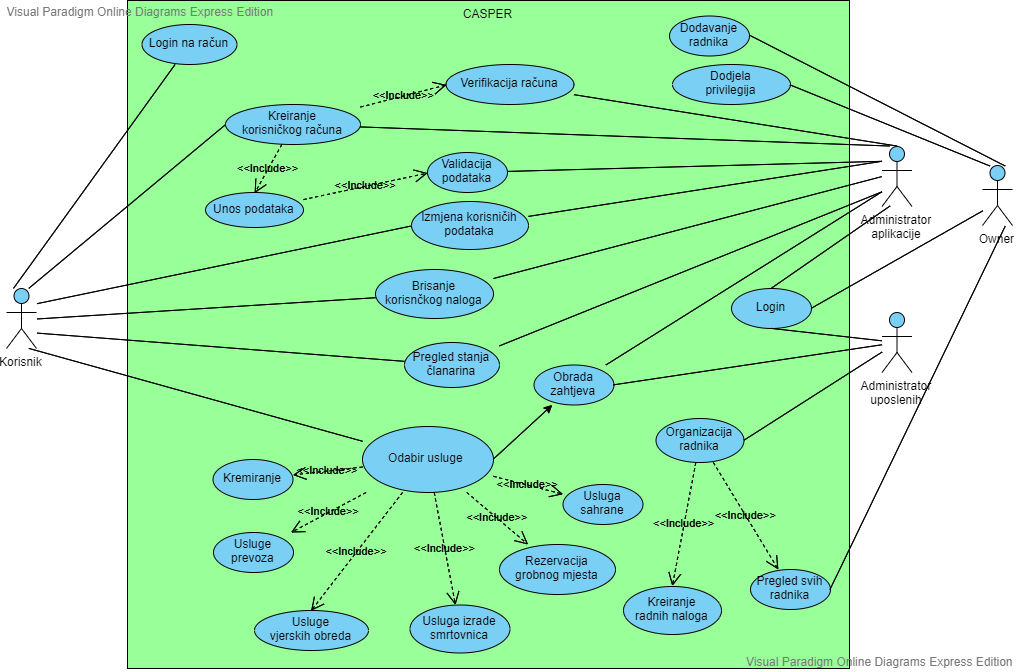 Visual Paradigm Online Diagrams Express Edition
CASPER
Login na račun
Dodavanje
radnika
Dodjela
privilegija
Verifikacija računa
<<Include>>
Kreiranje
korisničkog računa
<<Include>>
Validacija
podataka
<<Include>>
Unos podataka
Izmjena korisničih
podataka
Administrator
aplikacije
Owner
Brisanje
korisnčkog naloga
Login
Korisnik
Pregled stanja
članarina
Obrada
zahtjeva
Administrator
uposlenih
Organizacija
radnika
Odabir usluge
<<Include>>
Kremiranje
<<Include>>
Usluga
sahrane
<<Include>>
<<Include>>
<<Include>>
<<Include>>
Usluge
prevoza
<<Include>>
<<Include>>
Rezervacija
grobnog mjesta
Pregled svih
radnika
Kreiranje
radnih naloga
Usluge
vjerskih obreda
Usluga izrade
smrtovnica
Visual Paradigm Online Diagrams Express Edition